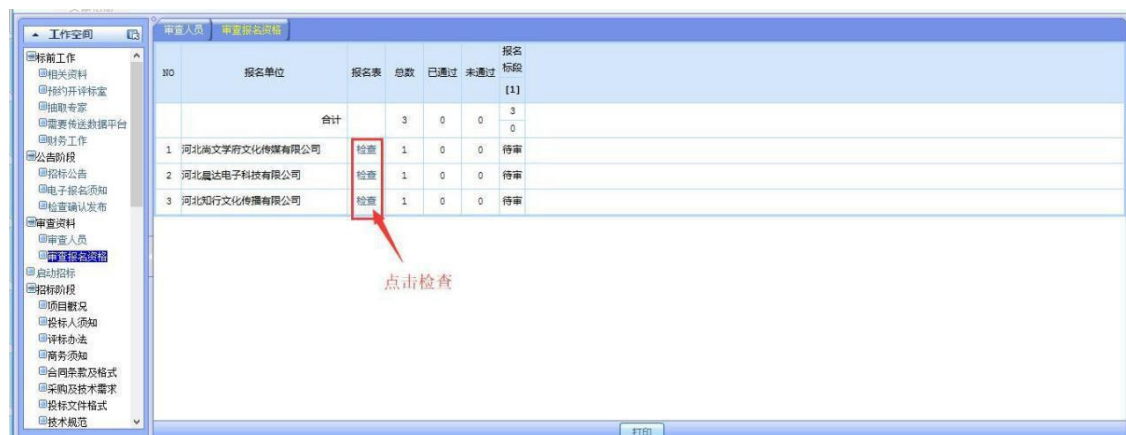 工作空间
标前工作
相关资料
预约开评标室
抽取专家
需要传送数据平台
财务工作
公告阶段
招标公告
电子报名须知
检查确认发布
审查资料
审查人员
审查报名资格
启动招标
招标阶段
项目概况
投标人须知
评标办法
商务须知
合同条款及格式
采购及技术需求
投标文件格式
技术规范
审查人员 审查报名资格
NO 报名单位 报名表 总数 已通过 未通过 报名标段 [1]
合计 3 0 0 3
0
1 河北尚文学府文化传媒有限公司 检查 1 0 0 待审
2 河北晨达电子科技有限公司 检查 1 0 0 待审
3 河北知行文化传播有限公司 检查 1 0 0 待审
点击检查
打印